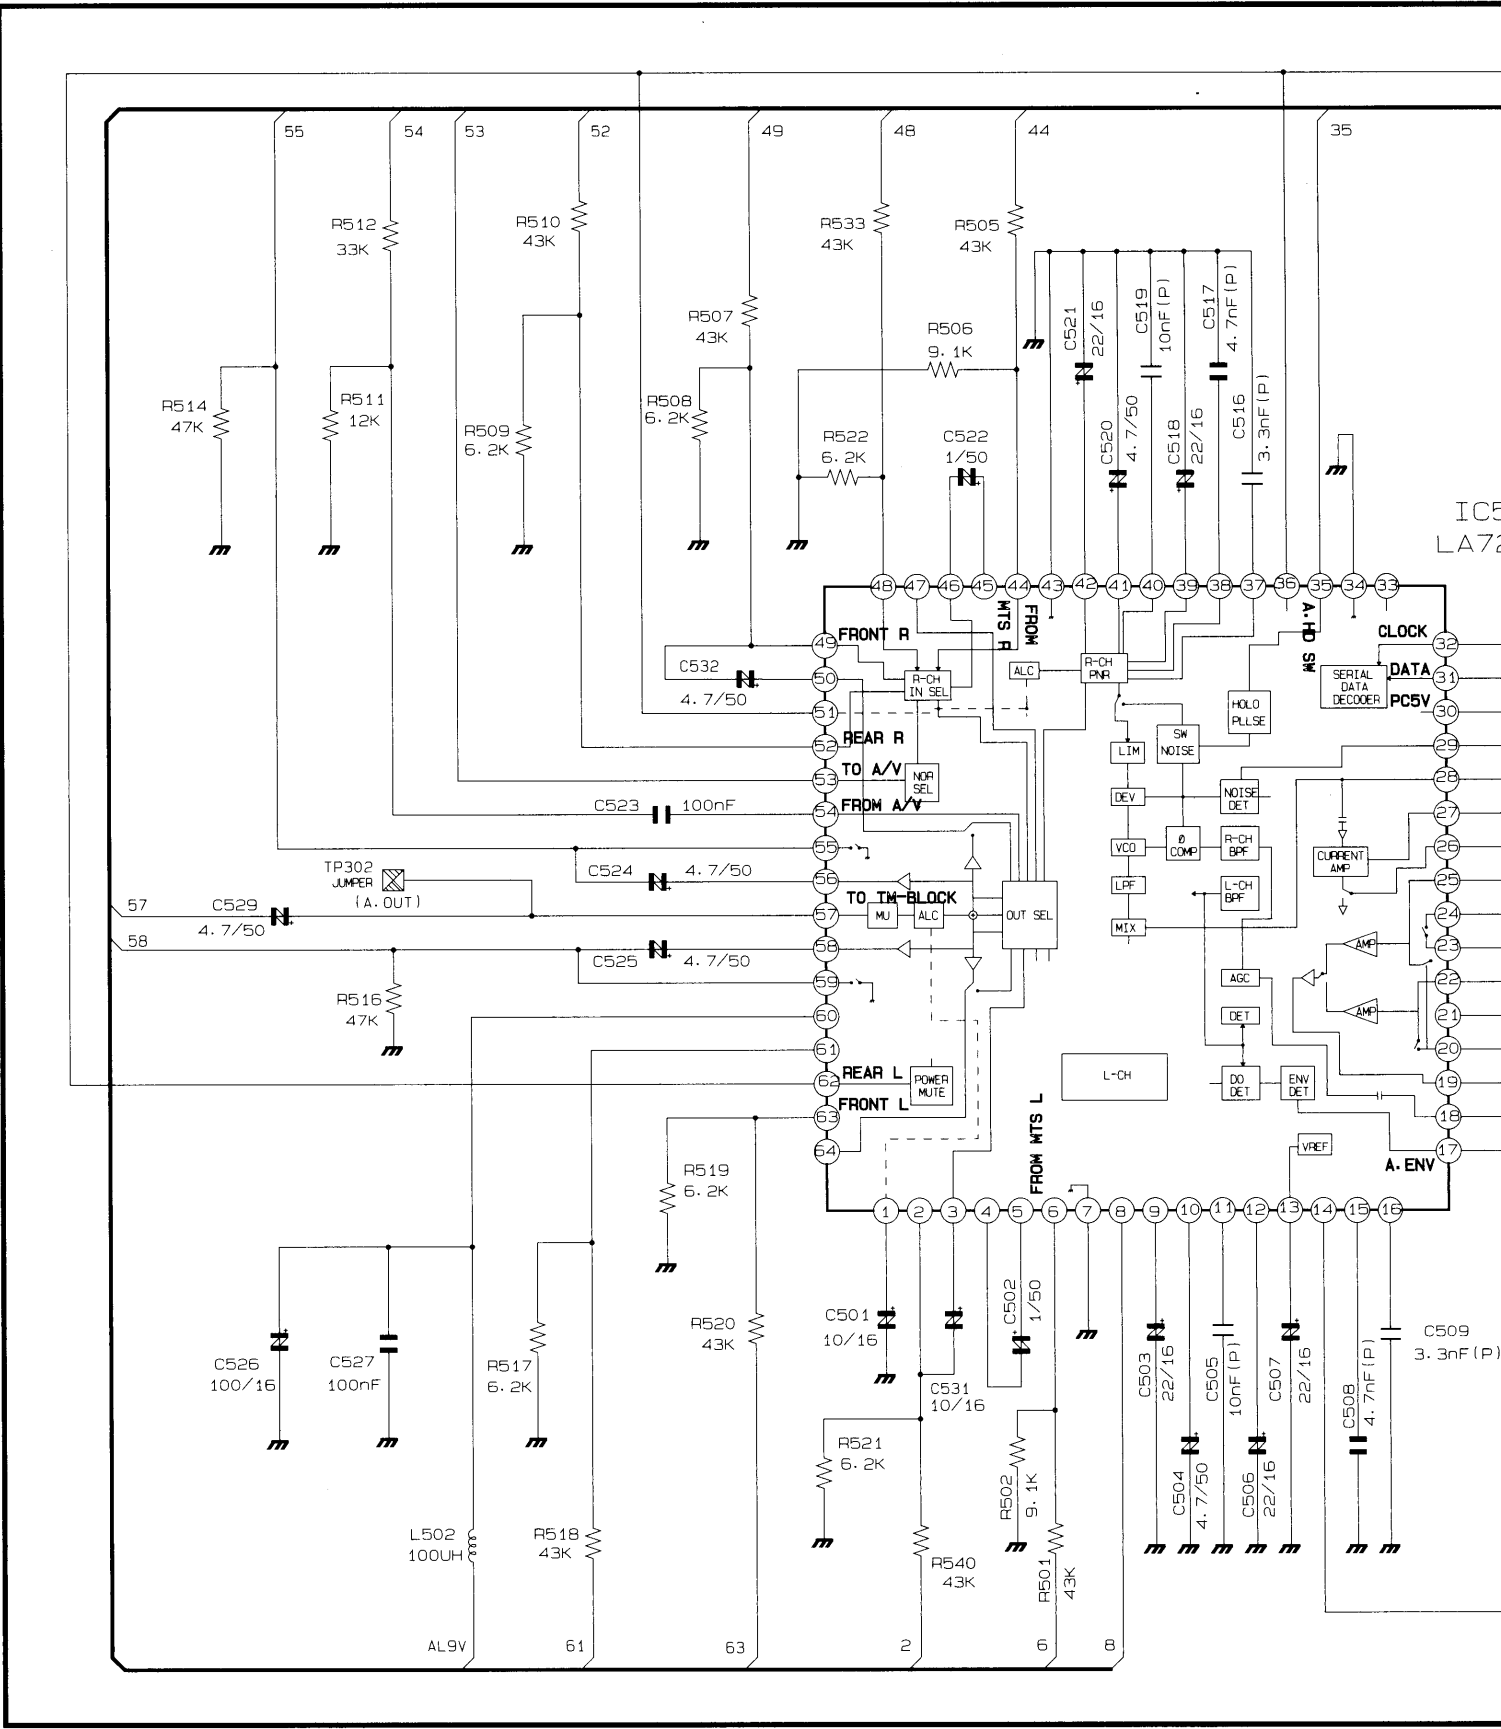 55
54
53
52
49
48
44
35
R512
33K
R510
43K
R533
43K
R505
43K
R507
43K
R506
9.1K
C521
22/16
C519
10nF(P)
C517
4.7nF(P)
R514
47K
R511
12K
R509
6.2K
R508
6.2K
R522
6.2K
C522
1/50
C520
4.7/50
C518
22/16
C516
3.3nF(P)
IC5
LA72
48
47
46
45
44
43
42
41
40
39
38
37
36
35
34
33
FROM
MTS R
A.HD SW
49
FRONT R
C532
4.7/50
50
51
52
REAR R
53
TO A/V
54
FROM A/V
C523
100nF
R-CH
IN SEL
NOR
SEL
ALC
R-CH
PNR
LIM
SW
NOISE
HOLO
PLLSE
SERIAL
DATA
DECODER
CLOCK
32
DATA
31
PC5V
30
29
28
27
26
25
24
23
22
21
20
19
18
17
DEV
NOISE
DET
VCO
Ø
COMP
R-CH
BPF
CURRENT
AMP
LPF
L-CH
BPF
MIX
AMP
AGC
AMP
DET
DO
DET
ENV
DET
L-CH
VREF
A.ENV
55
C524
4.7/50
56
TP302
JUMPER
(A.OUT)
TO TM-BLOCK
57
C529
4.7/50
57
MU
ALC
OUT SEL
58
C525
4.7/50
58
59
R516
47K
60
61
62
REAR L
POWER
MUTE
63
FRONT L
64
FROM MTS L
1
2
3
4
5
6
7
8
9
10
11
12
13
14
15
16
R519
6.2K
R520
43K
C501
10/16
C502
1/50
C531
10/16
C503
22/16
C505
10nF(P)
C507
22/16
C509
3.3nF(P)
C508
4.7nF(P)
C526
100/16
C527
100nF
R517
6.2K
R521
6.2K
R502
9.1K
C504
4.7/50
C506
22/16
L502
100UH
R518
43K
R540
43K
R501
43K
AL9V
61
63
2
6
8